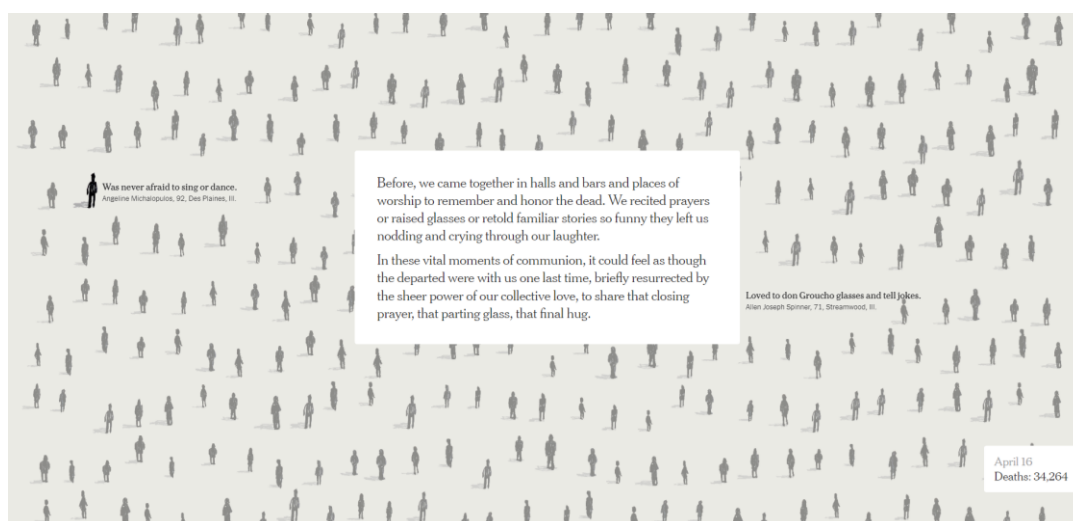 Was never afraid to sing or dance.
Angeline Michalopulos, 92, Des Plaines, Ill.
Before, we came together in halls and bars and places of
worship to remember and honor the dead. We recited prayers
or raised glasses or retold familiar stories so funny they left us
nodding and crying through our laughter.
In these vital moments of communion, it could feel as though
the departed were with us one last time, briefly resurrected by
the sheer power of our collective love, to share that closing
prayer, that parting glass, that final hug.
Loved to don Groucho glasses and tell jokes.
Allen Joseph Spinner, 71, Streamwood, Ill.
April 16
Deaths: 34,264